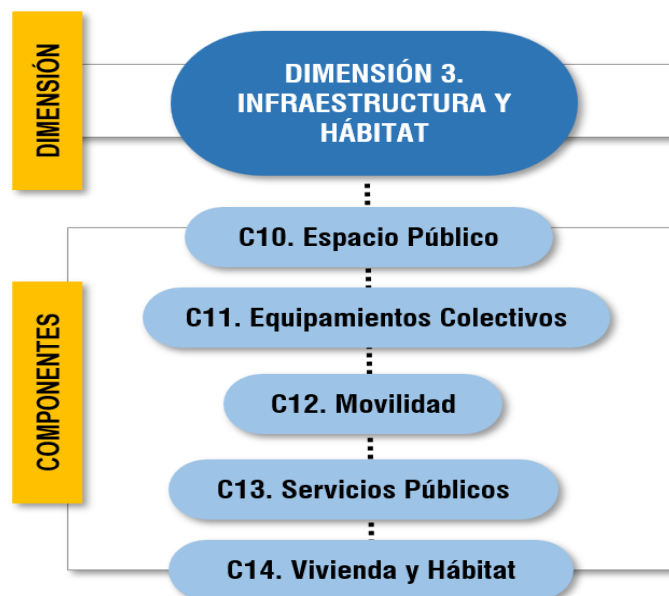 DIMENSIÓN
DIMENSIÓN 3.
INFRAESTRUCTURA Y
HÁBITAT
COMPONENTES
C10. Espacio Público
C11. Equipamientos Colectivos
C12. Movilidad
C13. Servicios Públicos
C14. Vivienda y Hábitat